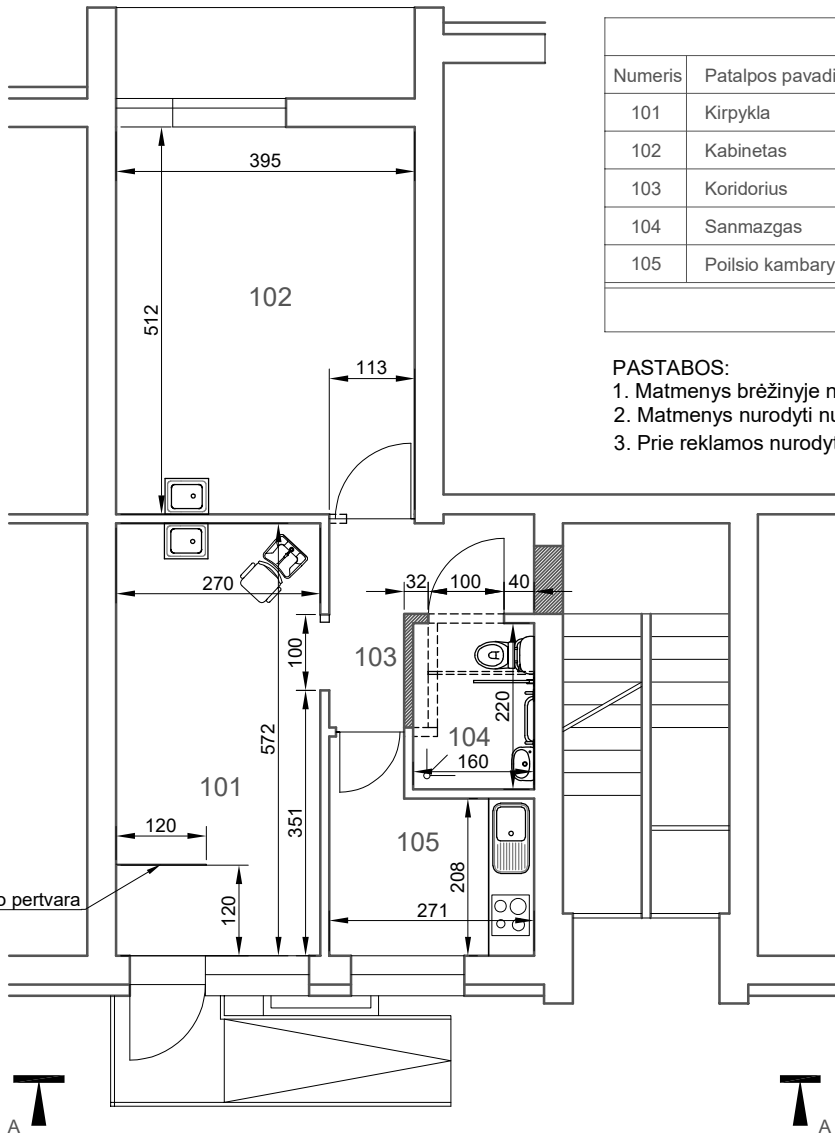 Numeris Patalpos pavadi
101 Kirpykla
102 Kabinetas
103 Koridorius
104 Sanmazgas
105 Poilsio kambary
PASTABOS:
1. Matmenys brėžinyje n
2. Matmenys nurodyti nu
3. Prie reklamos nurodyt
395
512
102
113
270
32
100
40
100
103
572
220
104
160
101
351
120
105
208
120
271
o pertvara
A
A